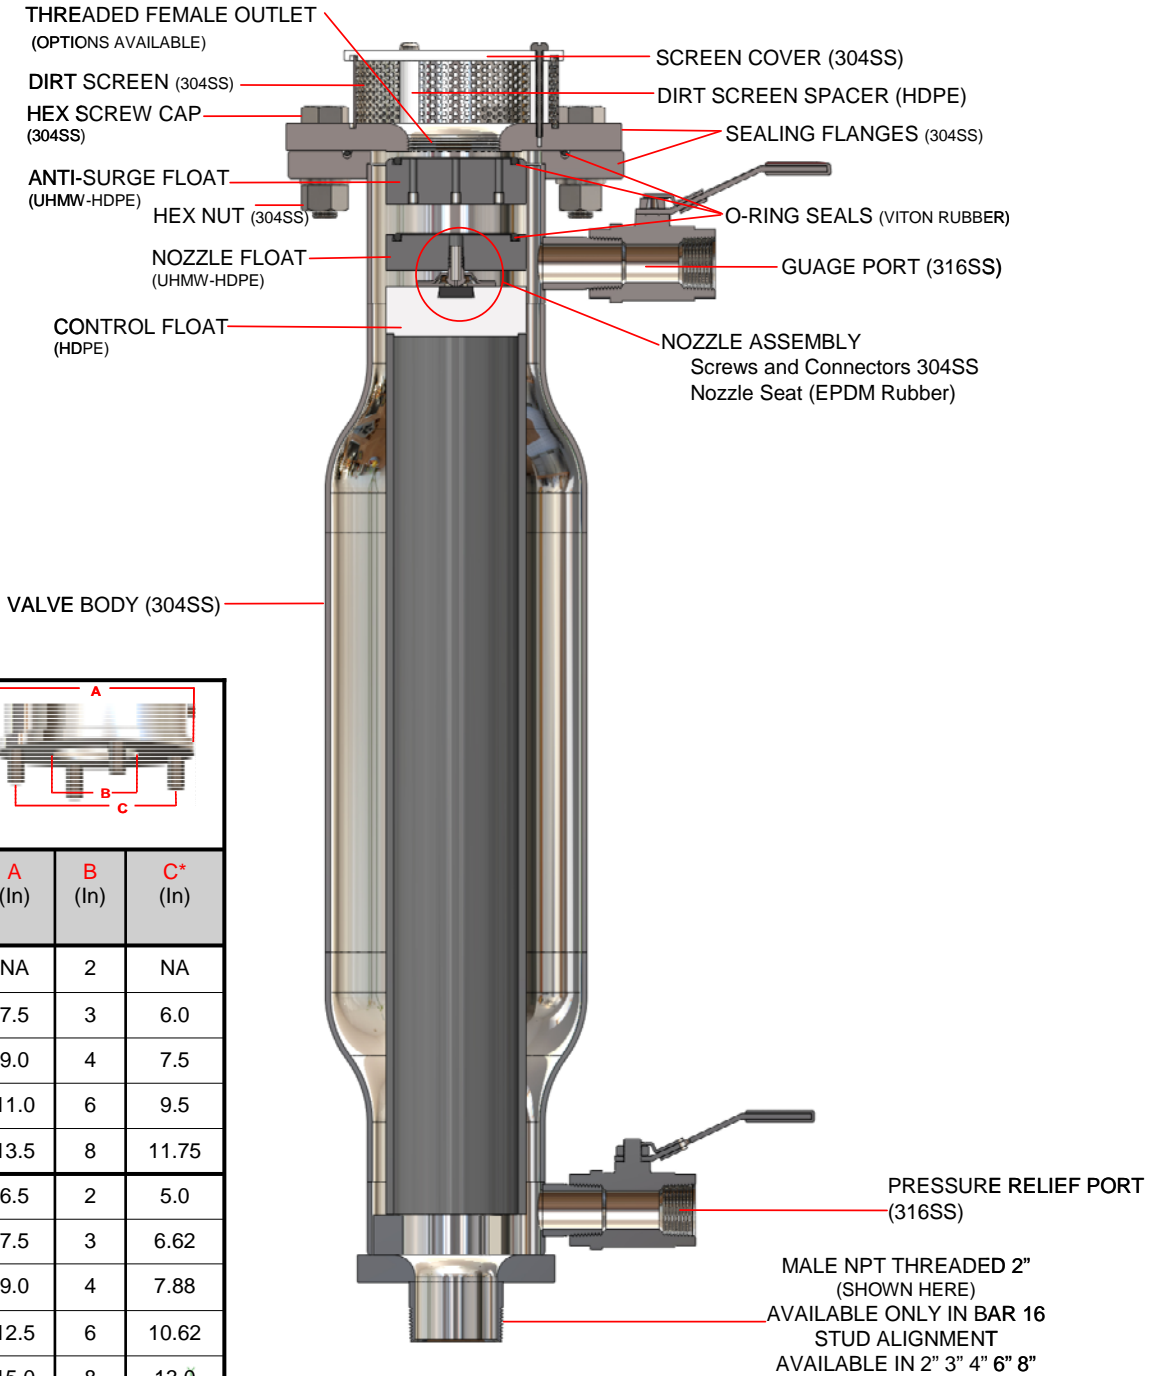 THREADED FEMALE OUTLET
(OPTIONS AVAILABLE)
DIRT SCREEN (304SS)
HEX SCREW CAP
(304SS)
ANTI-SURGE FLOAT
(UHMW-HDPE)
HEX NUT (304SS)
NOZZLE FLOAT
(UHMW-HDPE)
CONTROL FLOAT
(HDPE)
VALVE BODY (304SS)
SCREEN COVER (304SS)
DIRT SCREEN SPACER (HDPE)
SEALING FLANGES (304SS)
O-RING SEALS (VITON RUBBER)
GUAGE PORT (316SS)
NOZZLE ASSEMBLY
Screws and Connectors 304SS
Nozzle Seat (EPDM Rubber)
PRESSURE RELIEF PORT
(316SS)
MALE NPT THREADED 2”
(SHOWN HERE)
AVAILABLE ONLY IN BAR 16
STUD ALIGNMENT
AVAILABLE IN 2” 3” 4” 6” 8”
A
B
C
A B C*
(In) (In) (In)
NA 2 NA
7.5 3 6.0
9.0 4 7.5
11.0 6 9.5
13.5 8 11.75
6.5 2 5.0
7.5 3 6.62
9.0 4 7.88
12.5 6 10.62
15.0 8 13.0